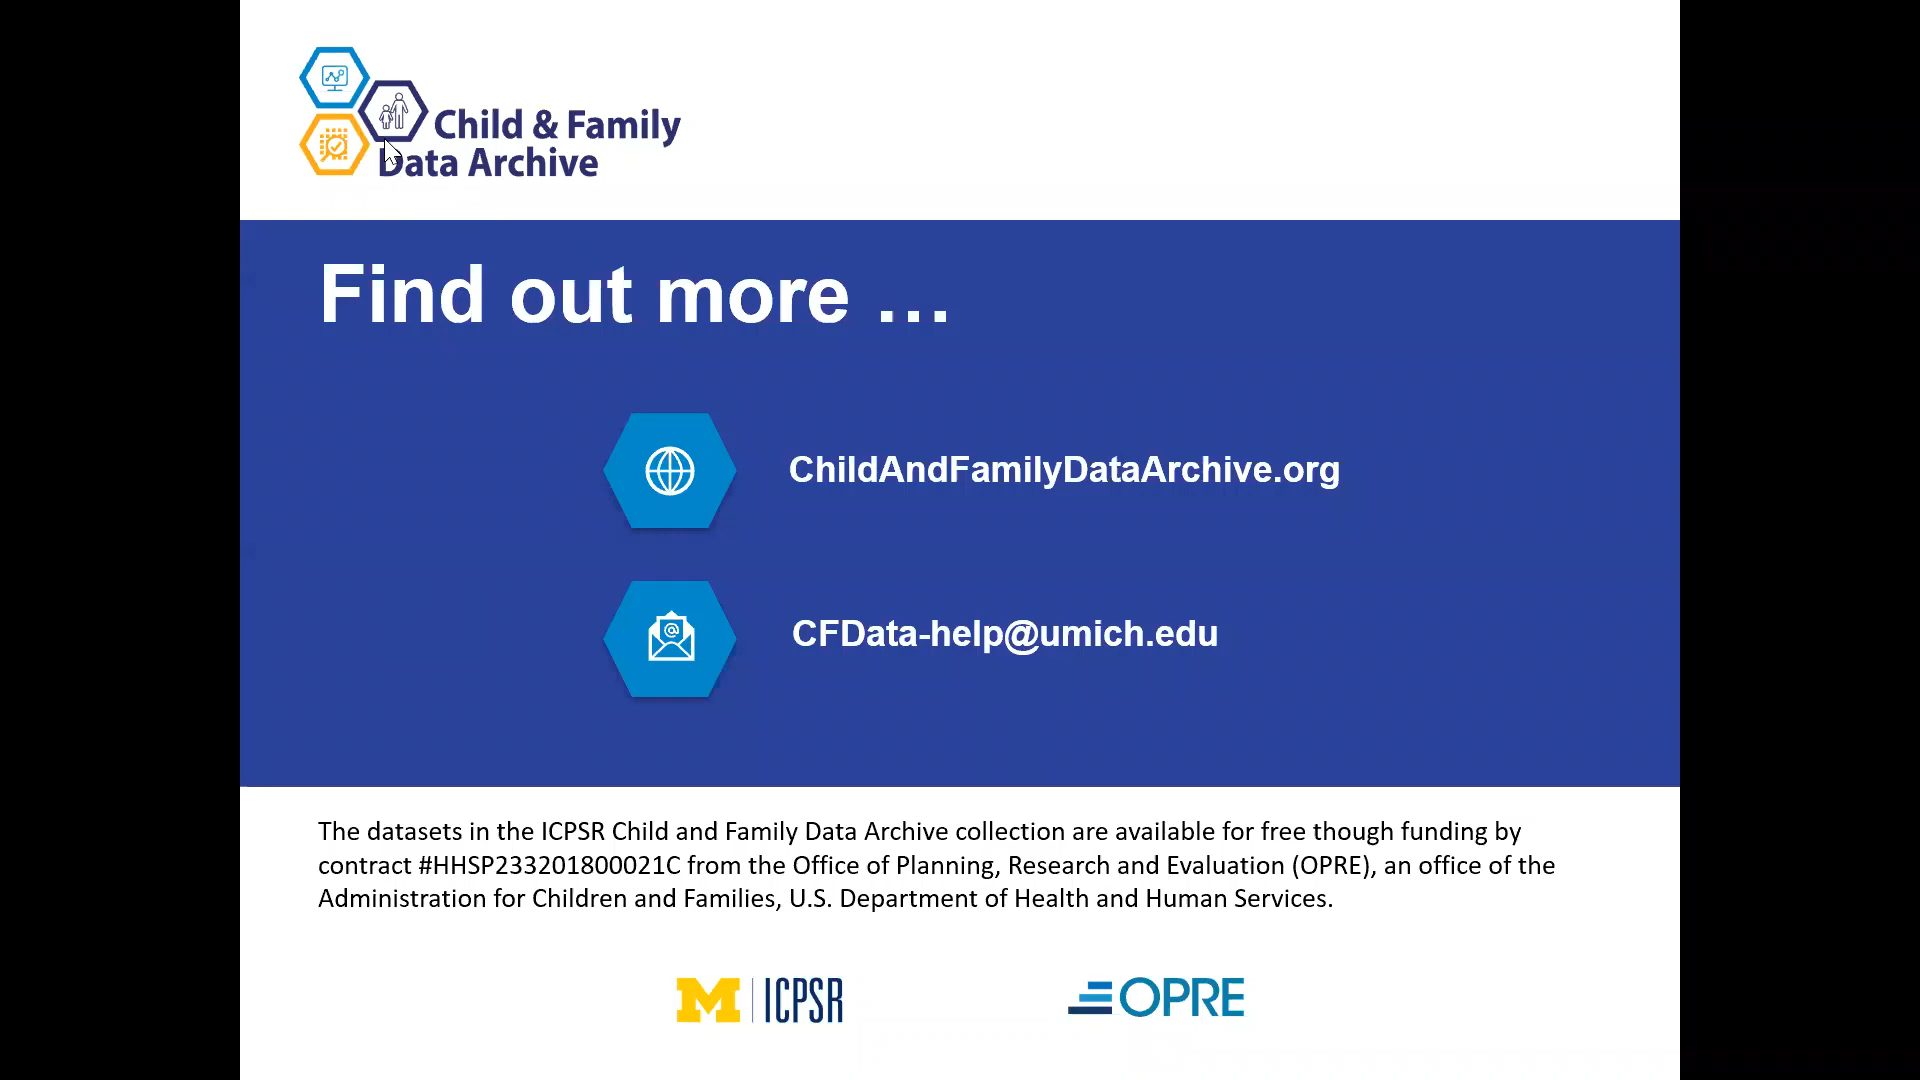 Child & Family
Data Archive
Find out more ...
ChildAndFamilyDataArchive.org
@
CFData-help@umich.edu
The datasets in the ICPSR Child and Family Data Archive collection are available for free though funding by
contract #HHSP233201800021C from the Office of Planning, Research and Evaluation (OPRE), an office of the
Administration for Children and Families, U.S. Department of Health and Human Services.
M | ICPSR
OPRE